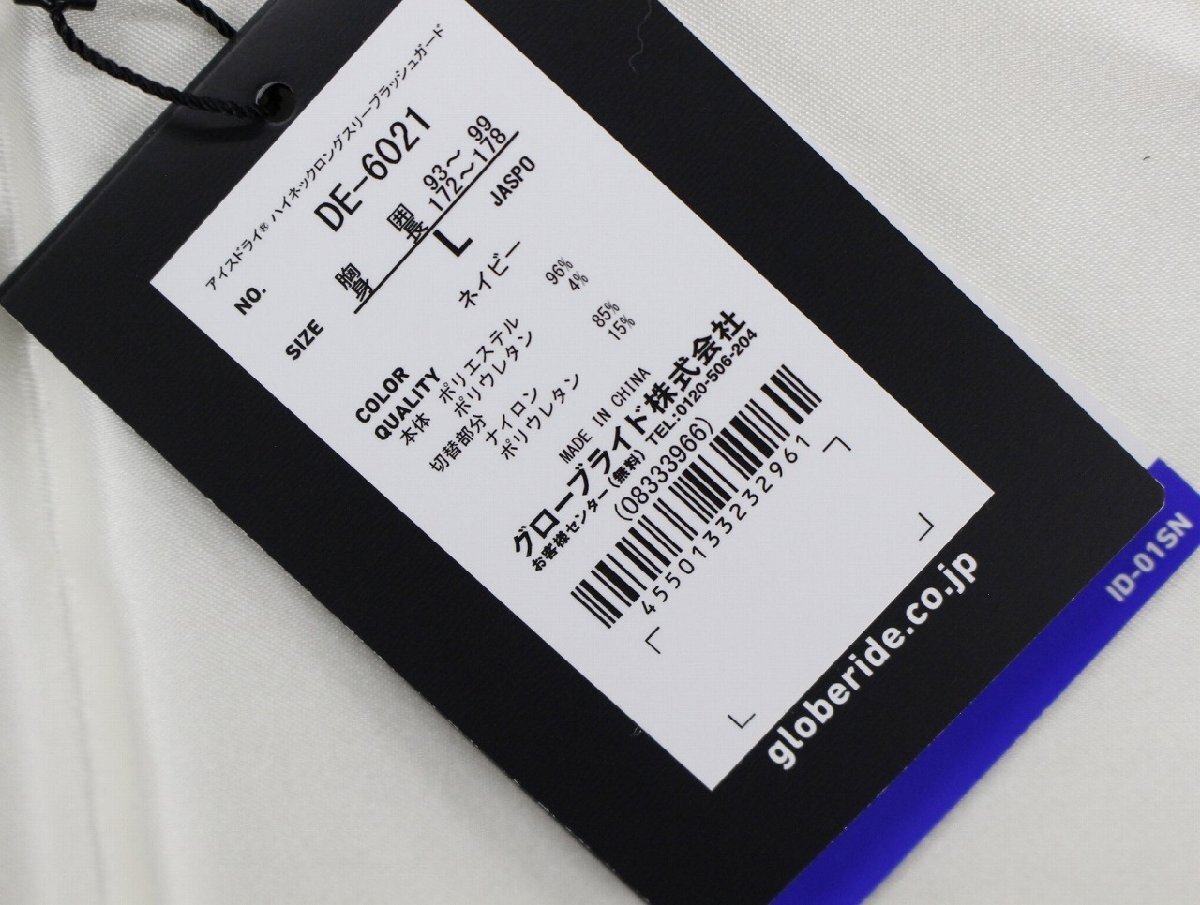 アイスドライ® ハイネックロングスリーブラッシュガード
NO. DE-6021
SIZE 胸囲 93～ 99
身長 172～178
L JASPO
COLOR ネイビー
QUALITY
本体 ポリエステル 96%
ポリウレタン 4%
切替部分
ナイロン 85%
ポリウレタン 15%
MADE IN CHINA
グローブライド株式会社
お客様センター(無料) TEL:0120-506-204
(08333966)
4550133232961
globeride.co.jp
ID-01SN